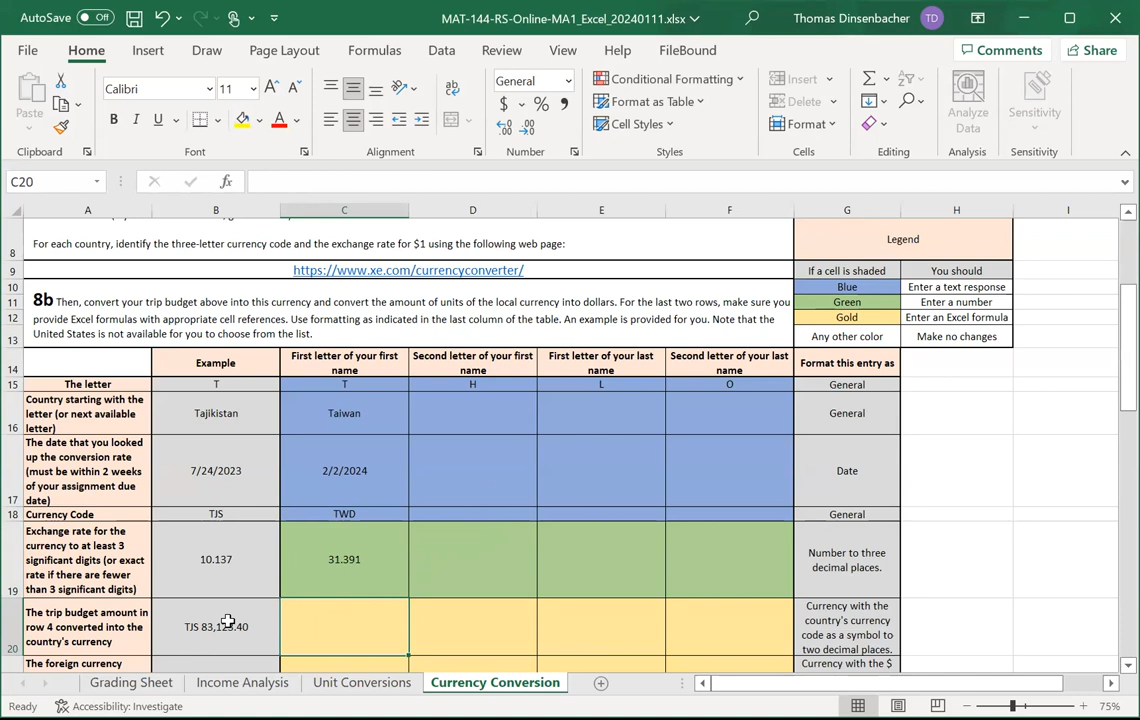 AutoSave Off MAT-144-RS-Online-MA1_Excel_20240111.xlsx Thomas Dinsenbacher TD
File Home Insert Draw Page Layout Formulas Data Review View Help FileBound Comments Share
Paste Calibri 11 General Conditional Formatting Format as Table Cell Styles Insert Delete Format Analyze Data Sensitivity
Clipboard Font Alignment Number Styles Cells Editing Analysis Sensitivity
C20 fx
A B C D E F G H I
8 For each country, identify the three-letter currency code and the exchange rate for $1 using the following web page: Legend
9 https://www.xe.com/currencyconverter/ If a cell is shaded You should
10 Blue Enter a text response
11 8b Then, convert your trip budget above into this currency and convert the amount of units of the local currency into dollars. For the last two rows, make sure you Green Enter a number
12 provide Excel formulas with appropriate cell references. Use formatting as indicated in the last column of the table. An example is provided for you. Note that the Gold Enter an Excel formula
13 United States is not available for you to choose from the list. Any other color Make no changes
14 Example First letter of your first name Second letter of your first name First letter of your last name Second letter of your last name Format this entry as
15 The letter T T H L O General
16 Country starting with the letter (or next available letter) Tajikistan Taiwan General
17 The date that you looked up the conversion rate (must be within 2 weeks of your assignment due date) 7/24/2023 2/2/2024 Date
18 Currency Code TJS TWD General
19 Exchange rate for the currency to at least 3 significant digits (or exact rate if there are fewer than 3 significant digits) 10.137 31.391 Number to three decimal places.
20 The trip budget amount in row 4 converted into the country's currency Currency with the country's currency code as a symbol to two decimal places.
The foreign currency Currency with the $
Grading Sheet Income Analysis Unit Conversions Currency Conversion
Ready Accessibility: Investigate 75%